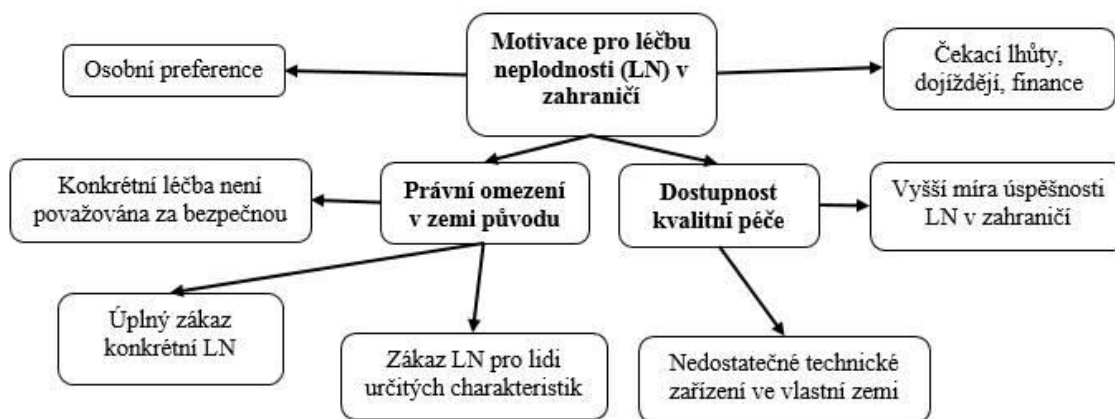 Motivace pro léčbu
neplodnosti (LN) v
zahraničí
Osobní preference
Čekací lhůty,
dojíždějí, finance
Konkrétní léčba není
považována za bezpečnou
Právní omezení
v zemi původu
Dostupnost
kvalitní péče
Vyšší míra úspěšnosti
LN v zahraničí
Úplný zákaz
konkrétní LN
Zákaz LN pro lidi
určitých charakteristik
Nedostatečné technické
zařízení ve vlastní zemi